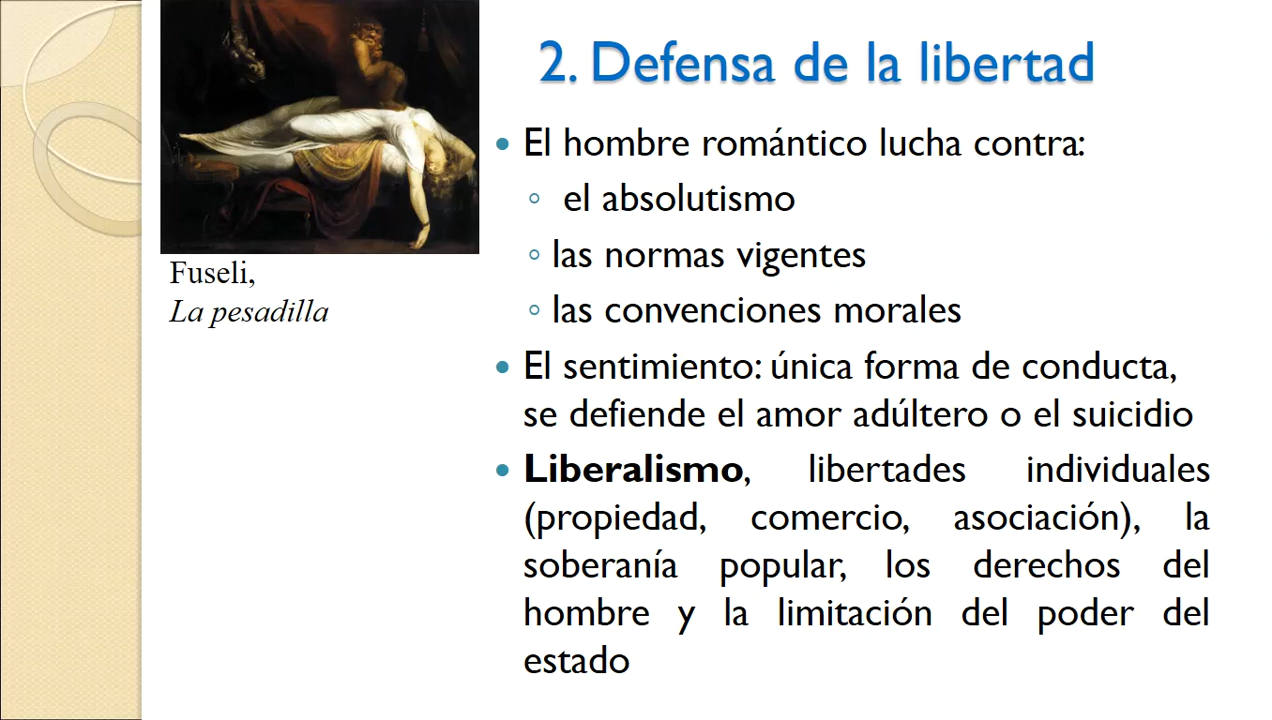 2. Defensa de la libertad
Fuseli,
La pesadilla
• El hombre romántico lucha contra:
◦ el absolutismo
◦ las normas vigentes
◦ las convenciones morales
• El sentimiento: única forma de conducta,
se defiende el amor adúltero o el suicidio
• Liberalismo, libertades individuales
(propiedad, comercio, asociación), la
soberanía popular, los derechos del
hombre y la limitación del poder del
estado